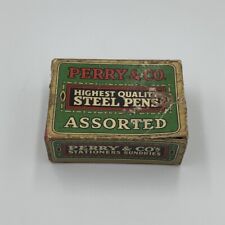 PERRY & CO.
HIGHEST QUALITY
STEEL PENS
ASSORTED
PERRY & CO'S
STATIONERS SUNDRIES